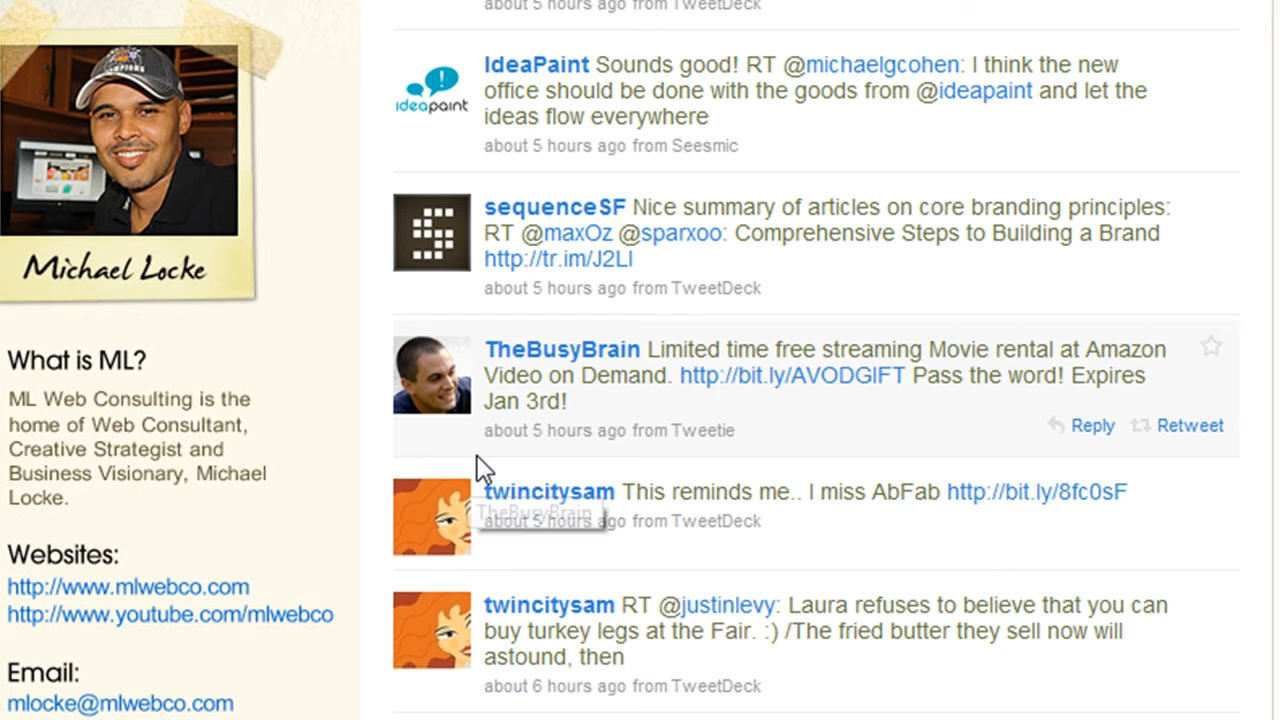 about 5 hours ago from TweetDeck
IdeaPaint Sounds good! RT @michaelgcohen: I think the new
office should be done with the goods from @ideapaint and let the
ideas flow everywhere
about 5 hours ago from Seesmic
ideapaint
sequenceSF Nice summary of articles on core branding principles:
RT @maxOz @sparxoo: Comprehensive Steps to Building a Brand
http://tr.im/J2LI
about 5 hours ago from TweetDeck
TheBusyBrain Limited time free streaming Movie rental at Amazon
Video on Demand. http://bit.ly/AVODGIFT Pass the word! Expires
Jan 3rd!
about 5 hours ago from Tweetie
Reply Retweet
twincitysam This reminds me.. I miss AbFab http://bit.ly/8fc0sF
about 5 hours ago from TweetDeck
TheBusyBrain
twincitysam RT @justinlevy: Laura refuses to believe that you can
buy turkey legs at the Fair. :) /The fried butter they sell now will
astound, then
about 6 hours ago from TweetDeck
Michael Locke
What is ML?
ML Web Consulting is the
home of Web Consultant,
Creative Strategist and
Business Visionary, Michael
Locke.
Websites:
http://www.mlwebco.com
http://www.youtube.com/mlwebco
Email:
mlocke@mlwebco.com